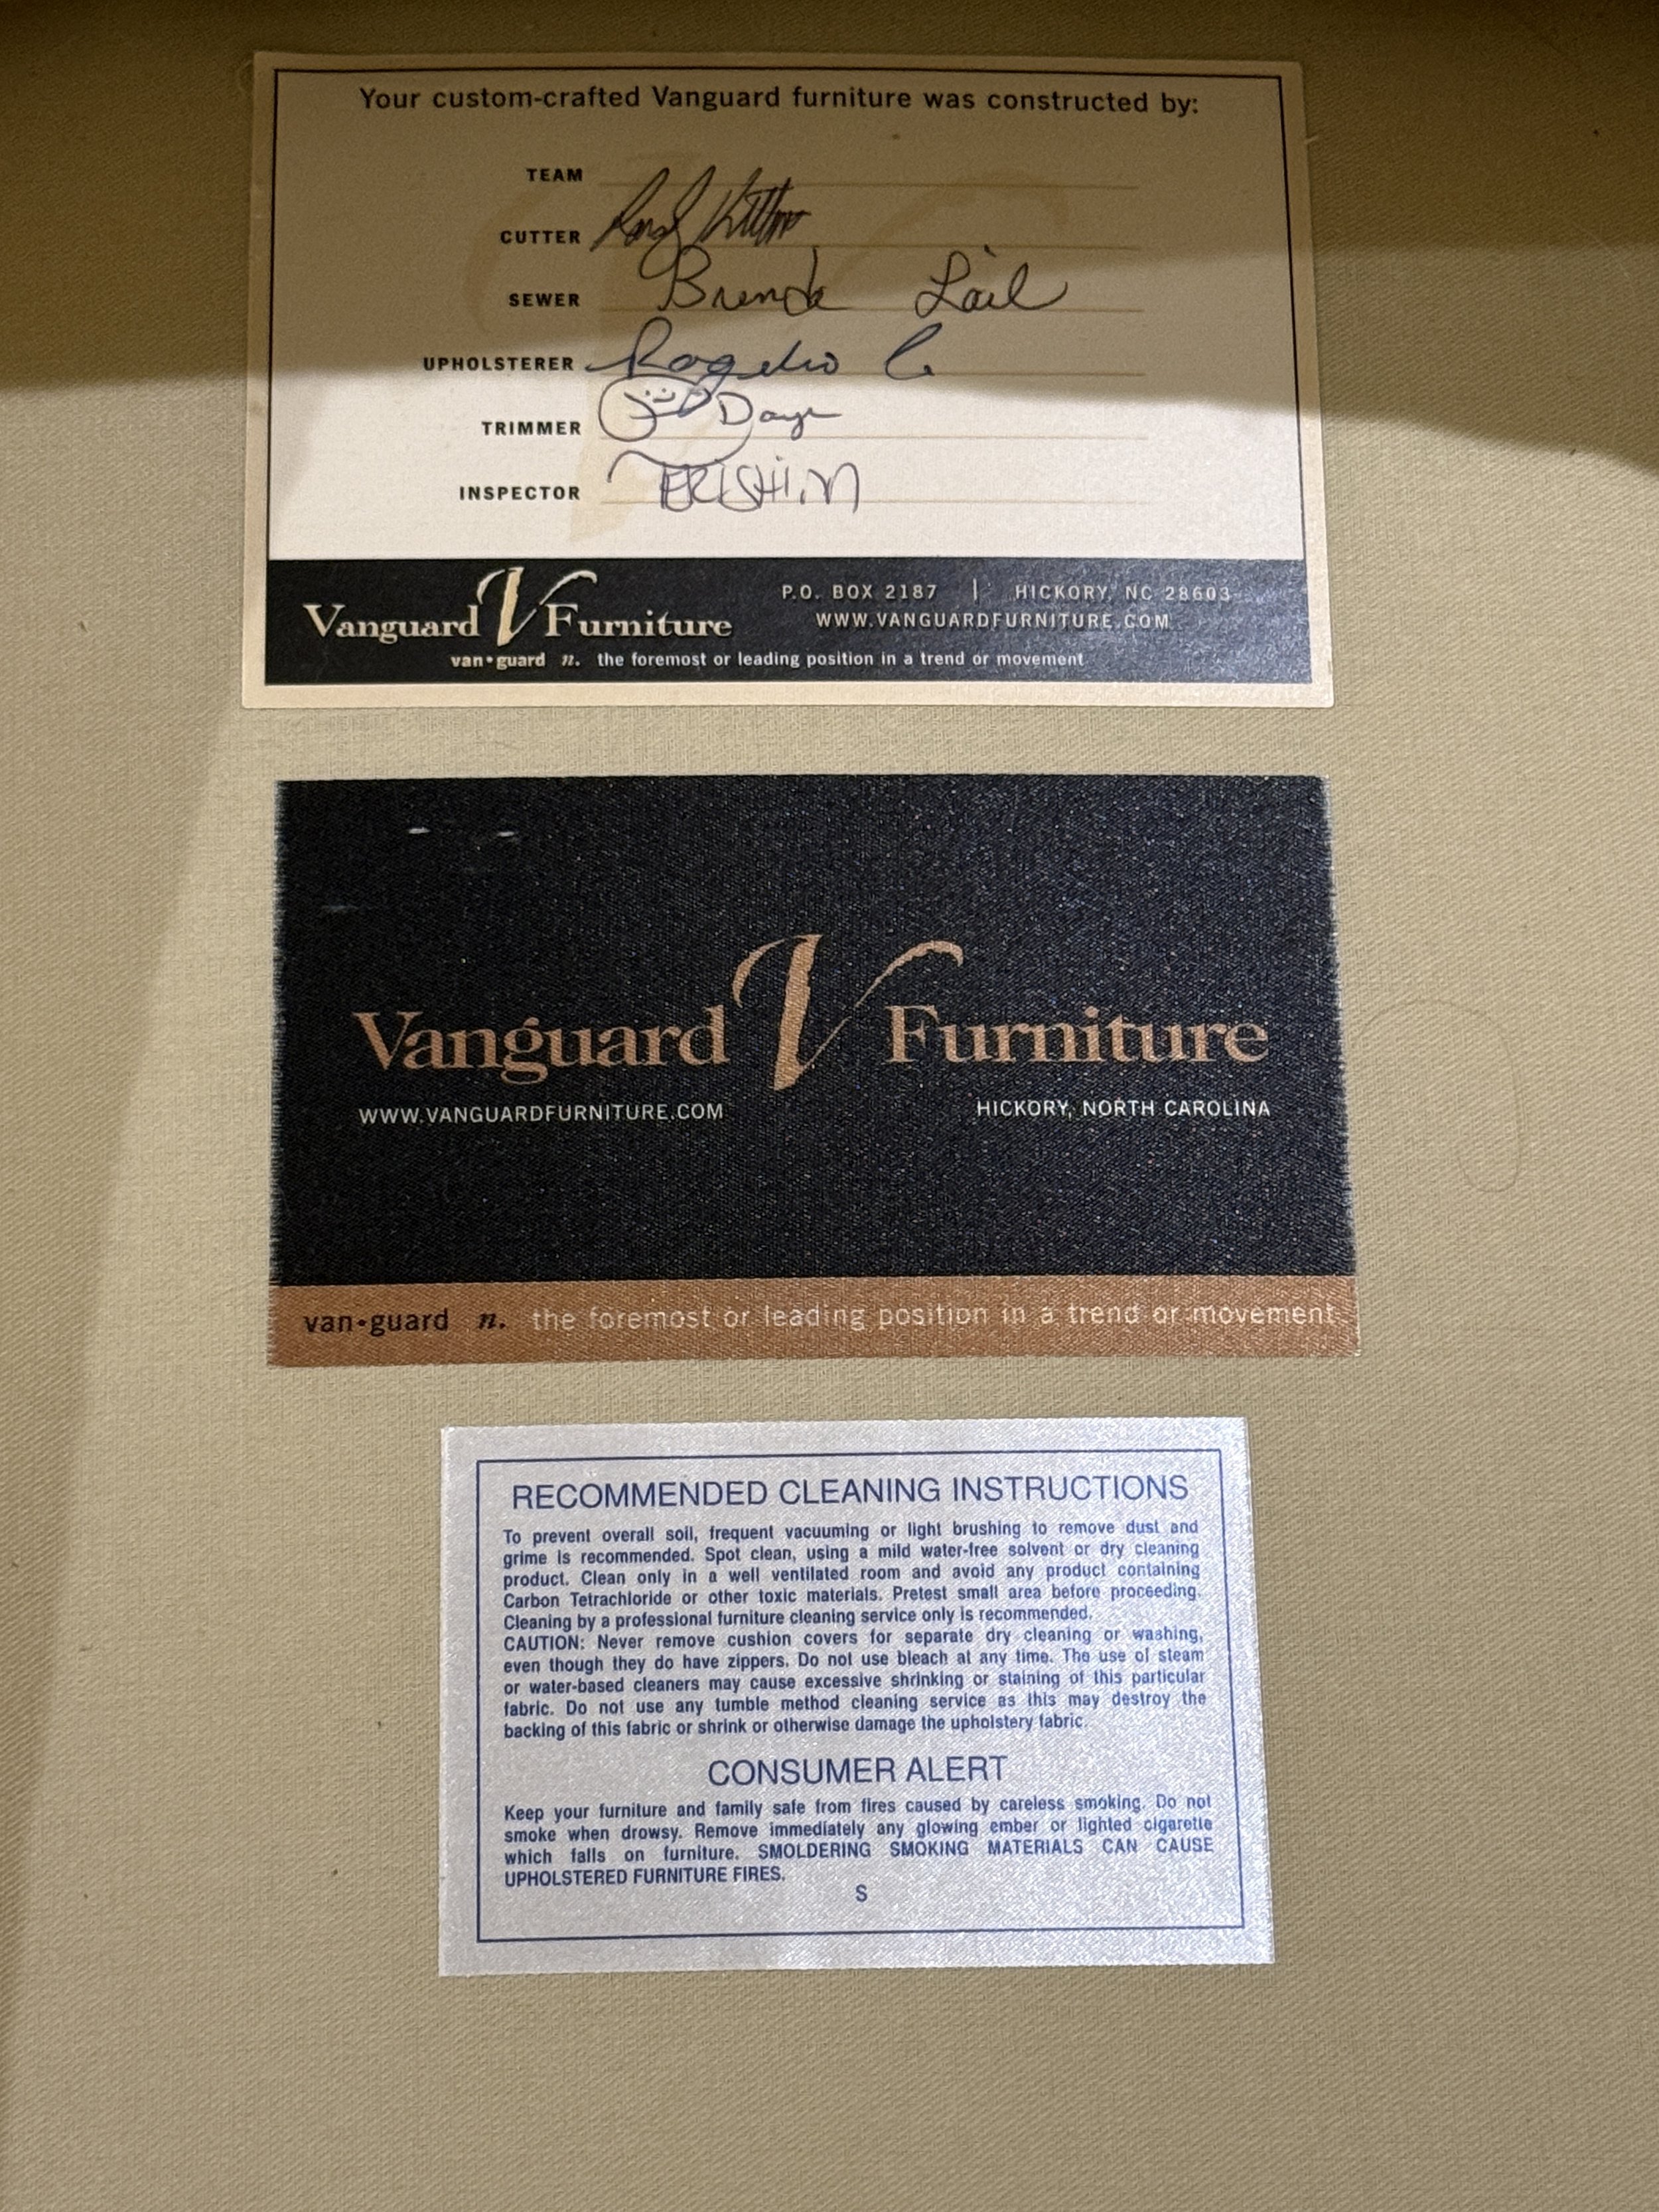 Your custom-crafted Vanguard furniture was constructed by:
TEAM
CUTTER
SEWER Brenda Lail
UPHOLSTERER Rogelio C.
TRIMMER
INSPECTOR
Vanguard V Furniture
P.O. BOX 2187 | HICKORY, NC 28603
WWW.VANGUARDFURNITURE.COM
van•guard n. the foremost or leading position in a trend or movement
Vanguard V Furniture
WWW.VANGUARDFURNITURE.COM HICKORY, NORTH CAROLINA
van•guard n. the foremost or leading position in a trend or movement
RECOMMENDED CLEANING INSTRUCTIONS
To prevent overall soil, frequent vacuuming or light brushing to remove dust and
grime is recommended. Spot clean, using a mild water-free solvent or dry cleaning
product. Clean only in a well ventilated room and avoid any product containing
Carbon Tetrachloride or other toxic materials. Pretest small area before proceeding.
Cleaning by a professional furniture cleaning service only is recommended.
CAUTION: Never remove cushion covers for separate dry cleaning or washing,
even though they do have zippers. Do not use bleach at any time. The use of steam
or water-based cleaners may cause excessive shrinking or staining of this particular
fabric. Do not use any tumble method cleaning service as this may destroy the
backing of this fabric or shrink or otherwise damage the upholstery fabric.
CONSUMER ALERT
Keep your furniture and family safe from fires caused by careless smoking. Do not
smoke when drowsy. Remove immediately any glowing ember or lighted cigarette
which falls on furniture. SMOLDERING SMOKING MATERIALS CAN CAUSE
UPHOLSTERED FURNITURE FIRES.
S